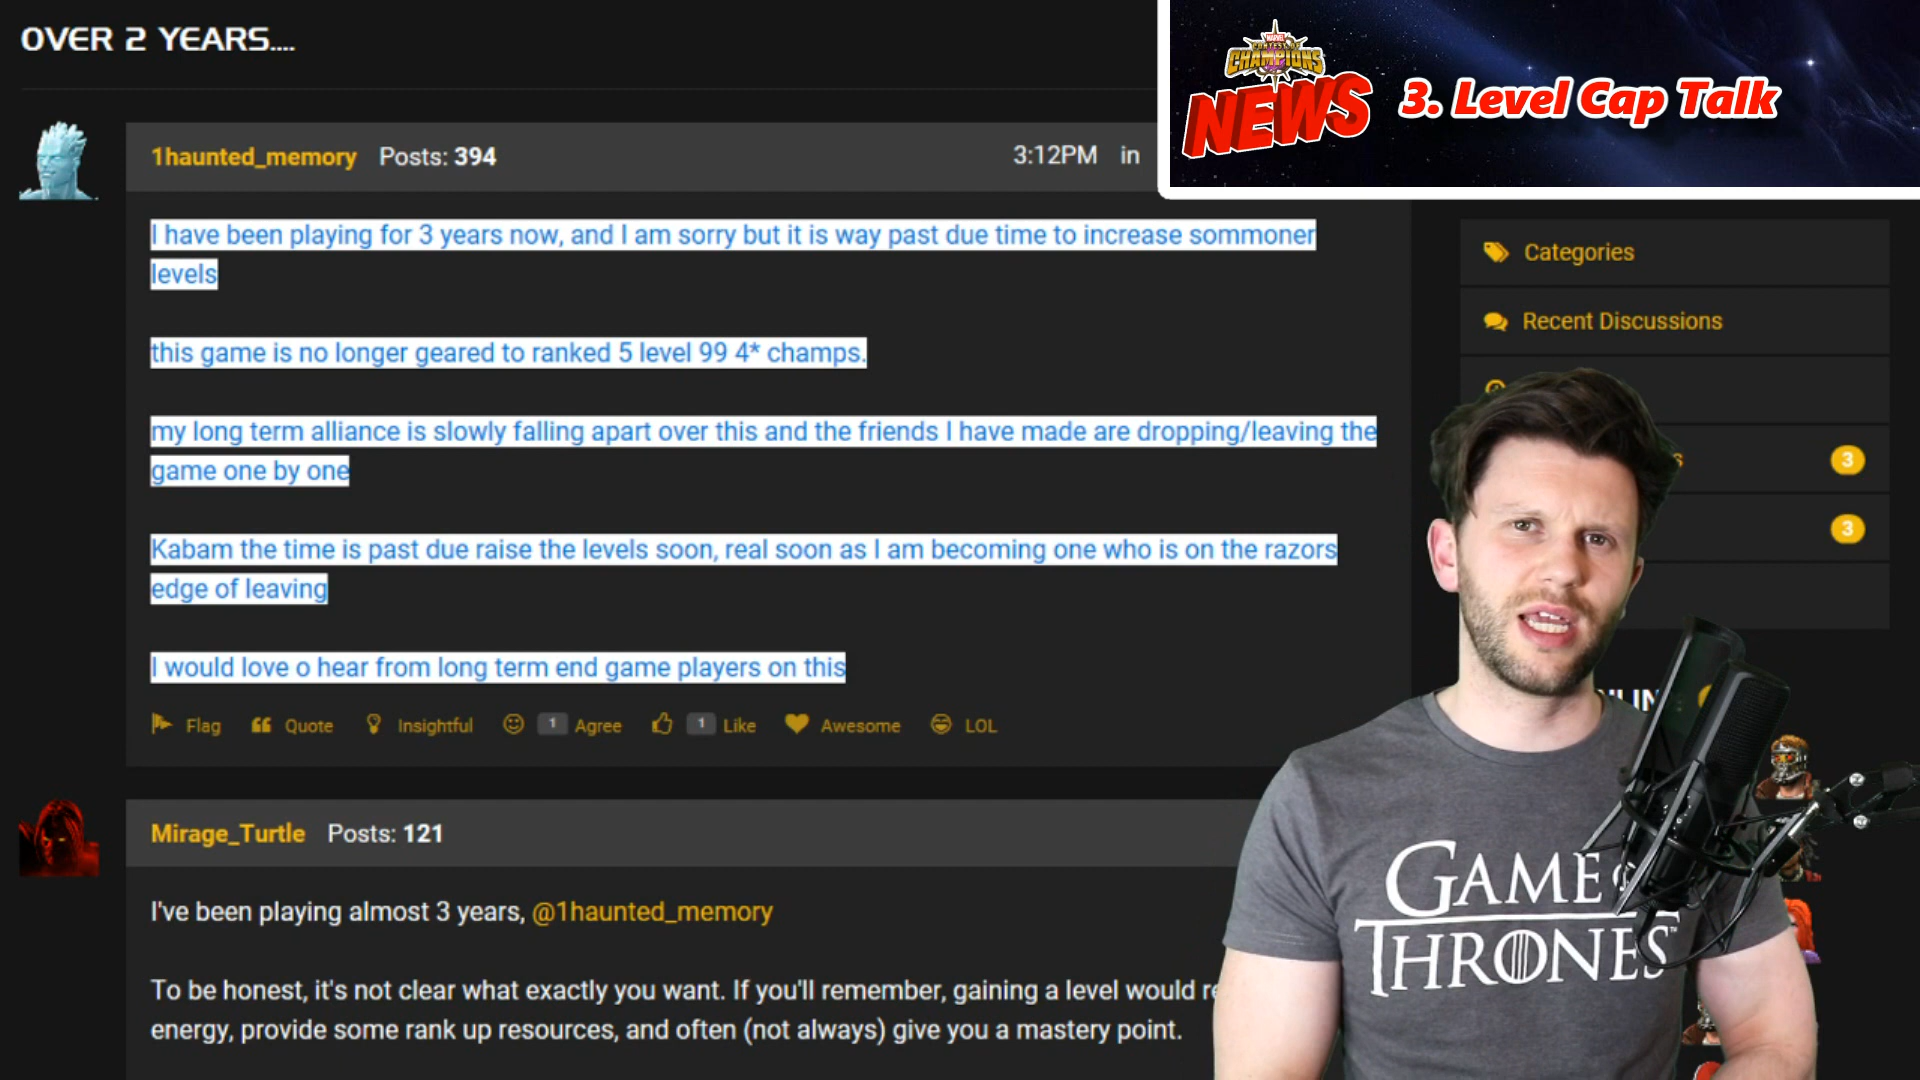 OVER 2 YEARS....
MARVEL
CONTEST OF
CHAMPIONS
NEWS
3. Level Cap Talk
1haunted_memory Posts: 394 3:12PM in
I have been playing for 3 years now, and I am sorry but it is way past due time to increase sommoner
levels
this game is no longer geared to ranked 5 level 99 4* champs.
my long term alliance is slowly falling apart over this and the friends I have made are dropping/leaving the
game one by one
Kabam the time is past due raise the levels soon, real soon as I am becoming one who is on the razors
edge of leaving
I would love o hear from long term end game players on this
Flag Quote Insightful 1 Agree 1 Like Awesome LOL
Categories
Recent Discussions
3
3
Mirage_Turtle Posts: 121
I've been playing almost 3 years, @1haunted_memory
To be honest, it's not clear what exactly you want. If you'll remember, gaining a level would
energy, provide some rank up resources, and often (not always) give you a mastery point.
GAME OF
THRONES